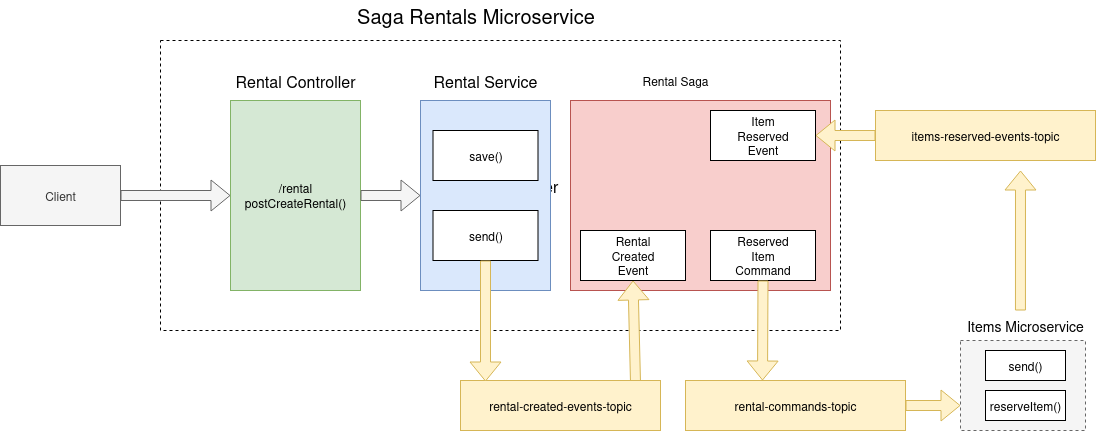 Saga Rentals Microservice
Rental Controller
Rental Service
Rental Saga
Client
/rental
postCreateRental()
save()
er
send()
Item
Reserved
Event
Rental
Created
Event
Reserved
Item
Command
items-reserved-events-topic
Items Microservice
send()
reserveItem()
rental-created-events-topic
rental-commands-topic